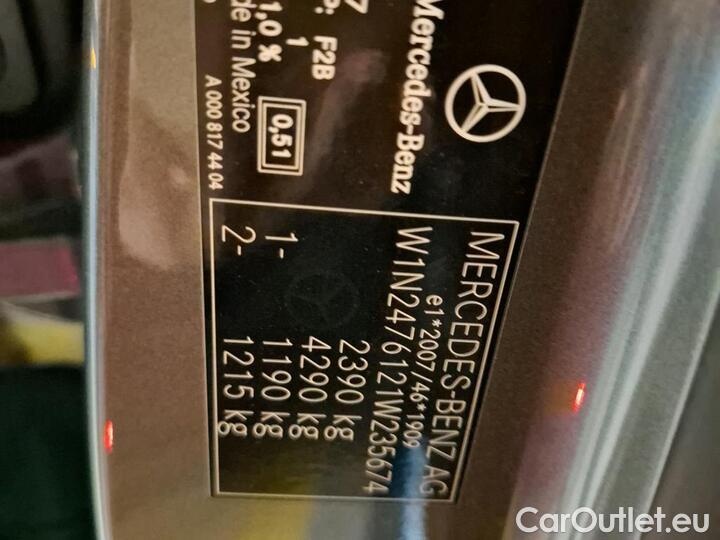 Mercedes-Benz
7
P: F2B
1,0 % 1
de in Mexico
0,51
A 000 817 44 04
MERCEDES-BENZ AG
e1*2007/46*1909
W1N2476121W235674
2390 kg
4290 kg
1- 1190 kg
2- 1215 kg
CarOutlet.eu